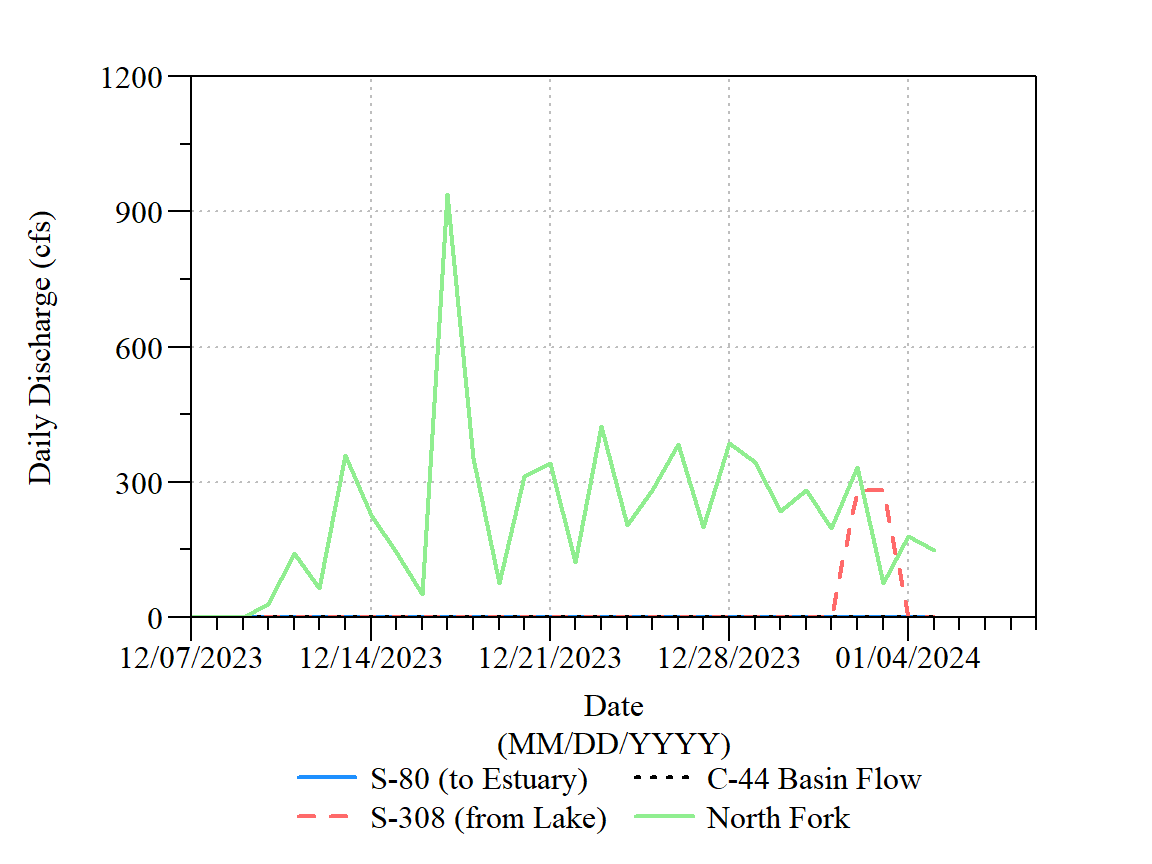 1200
900
600
300
0
Daily Discharge (cfs)
12/07/2023 12/14/2023 12/21/2023 12/28/2023 01/04/2024
Date
(MM/DD/YYYY)
S-80 (to Estuary) C-44 Basin Flow
S-308 (from Lake) North Fork